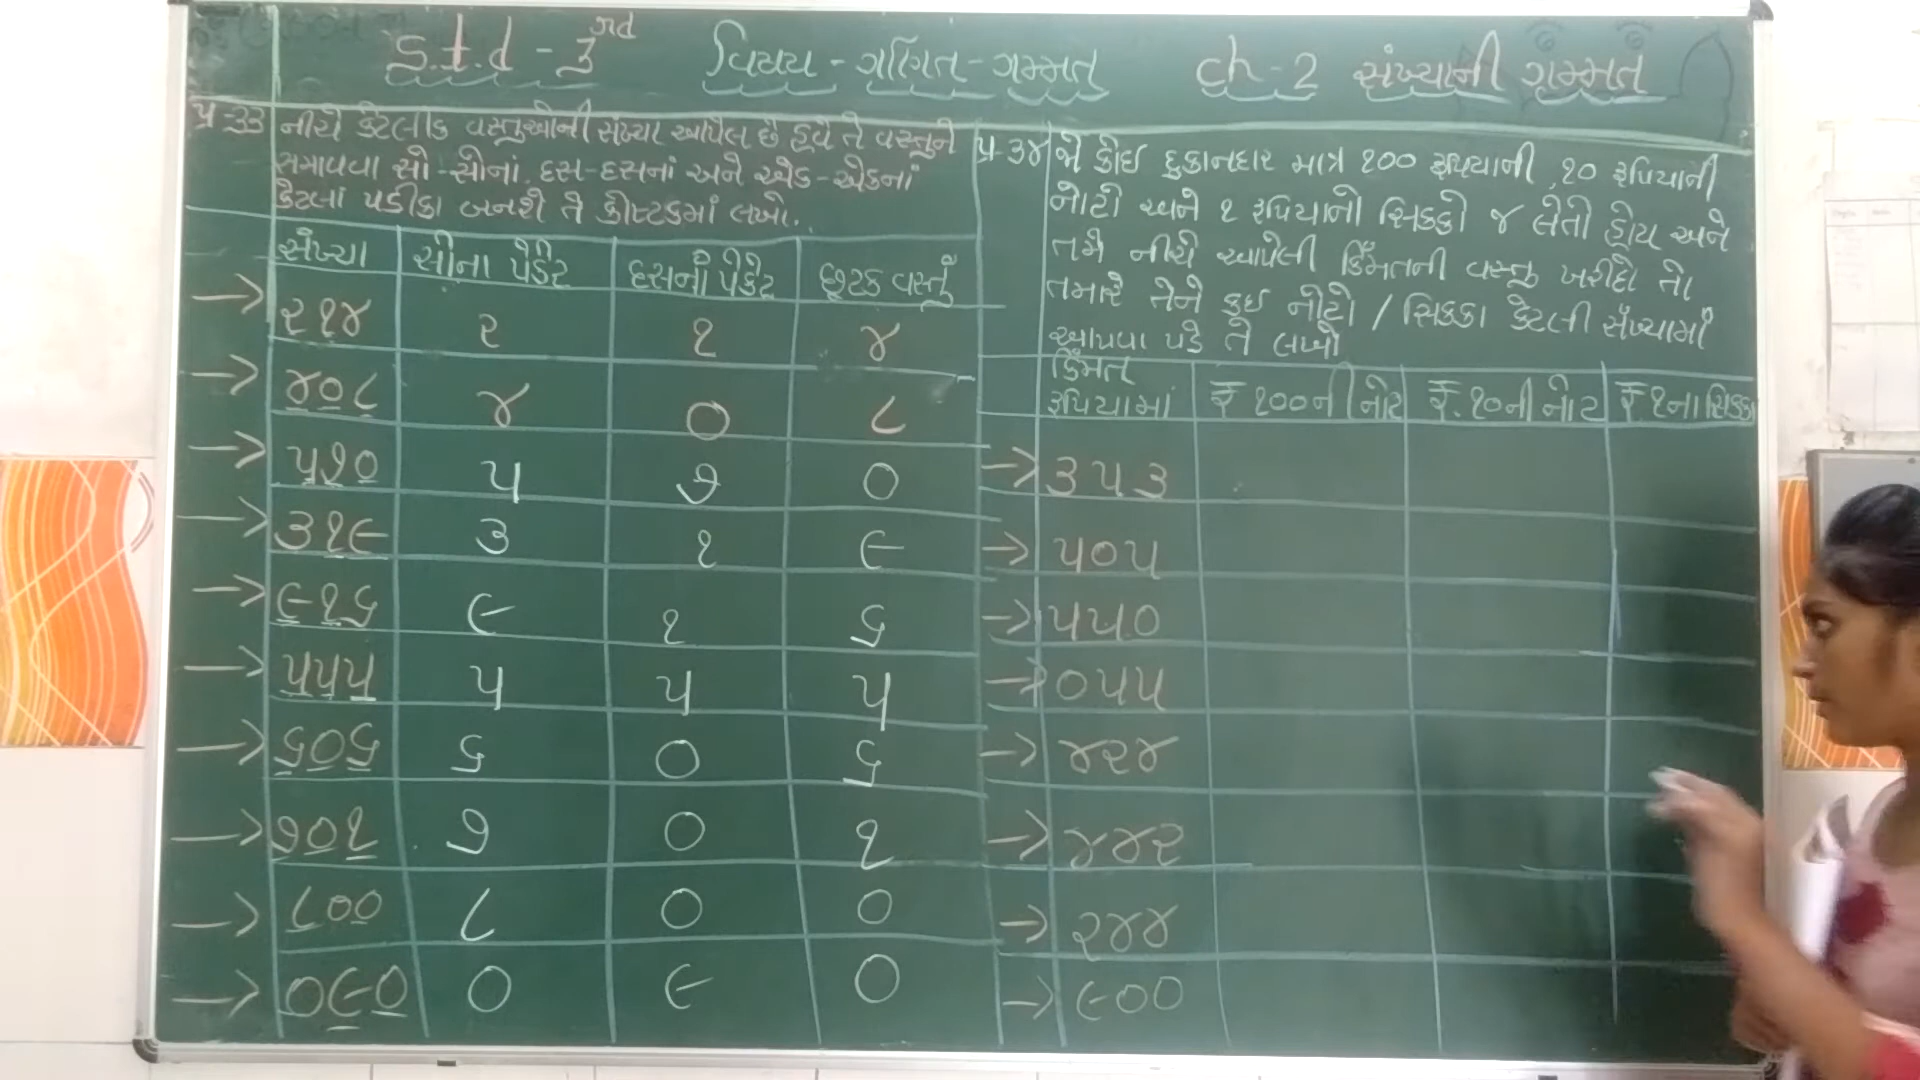 S.t.d - 3rd વિષય - ગણિત - ગમ્મત ch - 2 સંખ્યાની ગમ્મત
પ્ર-૩૩ નીચે કેટલીક વસ્તુઓની સંખ્યા આપેલ છે હવે તે વસ્તુને
સમાવવા સો-સોનાં, દસ-દસનાં અને એક-એકનાં
કેટલાં પડીકા બનશે તે કોષ્ટકમાં લખો.
સંખ્યા સોના પેકેટ દસનાં પેકેટ છૂટક વસ્તું
→ ૨૧૪ ૨ ૧ ૪
→ ૪૦૮ ૪ ૦ ૮
→ ૫૭૦ ૫ ૭ ૦
→ ૩૧૯ ૩ ૧ ૯
→ ૯૧૬ ૯ ૧ ૬
→ ૫૫૫ ૫ ૫ ૫
→ ૬૦૬ ૬ ૦ ૬
→ ૭૦૧ ૭ ૦ ૧
→ ૮૦૦ ૮ ૦ ૦
→ ૦૯૦ ૦ ૯ ૦
પ્ર-૩૪ જો કોઈ દુકાનદાર માત્ર ૧૦૦ રૂપિયાની, ૧૦ રૂપિયાની
નોટો અને ૧ રૂપિયાનો સિક્કો જ લેતો હોય અને
તમે નીચે આપેલી કિંમતની વસ્તુ ખરીદો તો
તમારે તેને કઇ નોટો / સિક્કા કેટલી સંખ્યામાં
આપવા પડે તે લખો
કિંમત
રૂપિયામાં ₹ ૧૦૦ની નોટ ₹. ૧૦ની નોટ ₹. ૧ના સિક્કા
→ ૩૫૩
→ ૫૦૫
→ ૫૫૦
→ ૦૫૫
→ ૪૨૪
→ ૪૪૨
→ ૨૪૪
→ ૯૦૦